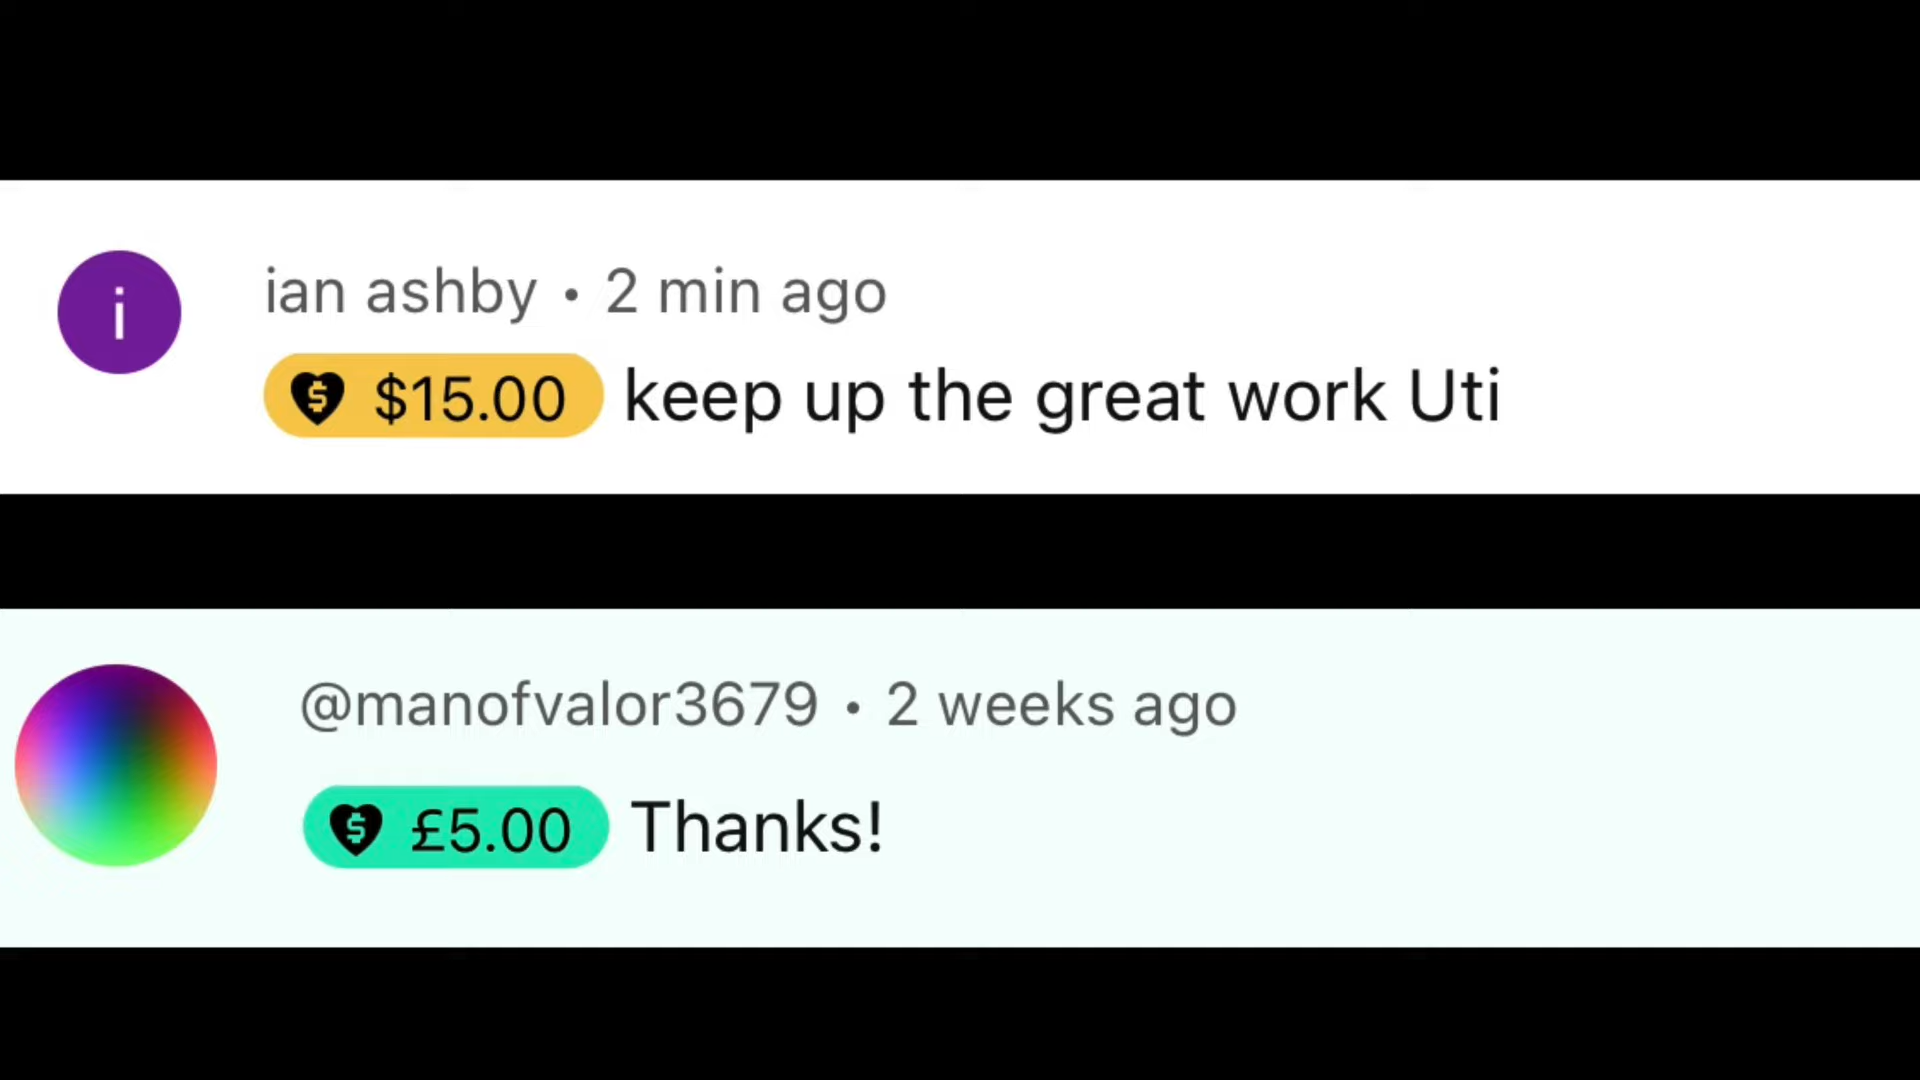 i
ian ashby • 2 min ago
$15.00 keep up the great work Uti
@manofvalor3679 • 2 weeks ago
£5.00 Thanks!